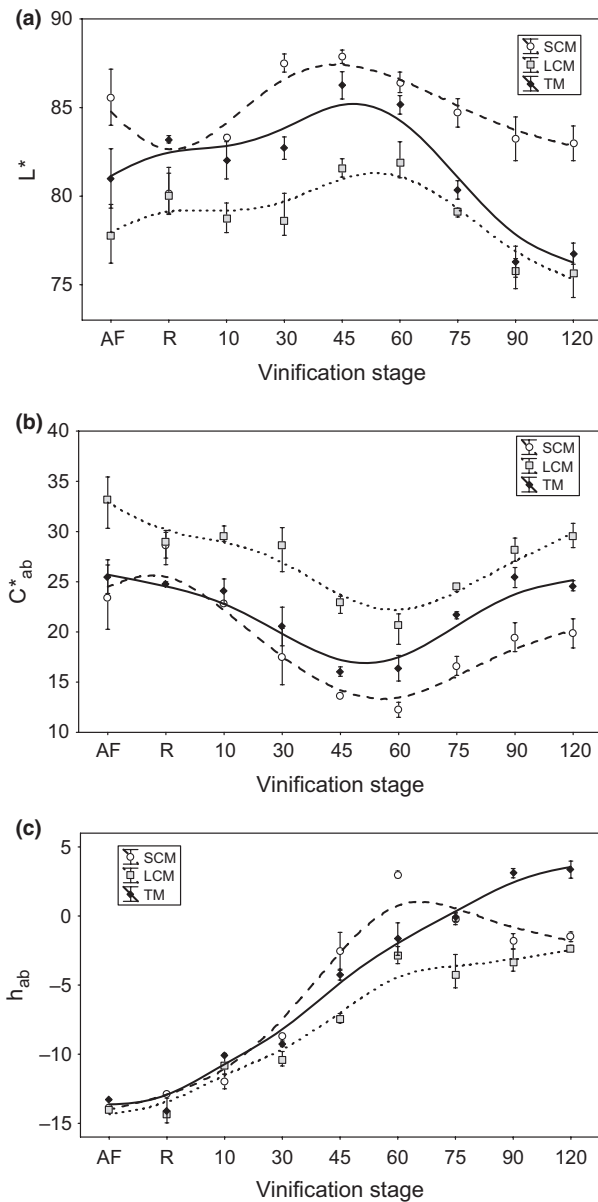 (a)
90
85
80
75
L*
SCM
LCM
TM
AF R 10 30 45 60 75 90 120
Vinification stage
(b)
40
35
30
25
20
15
10
C*ab
SCM
LCM
TM
AF R 10 30 45 60 75 90 120
Vinification stage
(c)
5
0
−5
−10
−15
hab
SCM
LCM
TM
AF R 10 30 45 60 75 90 120
Vinification stage